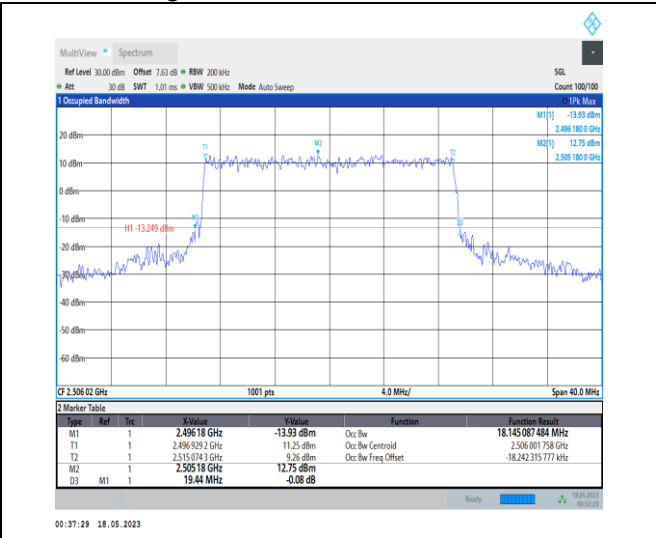 MultiView Spectrum
Ref Level 30.00 dBm Offset 7.63 dB RBW 200 kHz SGL
Att 30 dB SWT 1.01 ms VBW 500 kHz Mode Auto Sweep Count 100/100
1 Occupied Bandwidth 1Pk Max
M1[1] -13.93 dBm
2.496 180 0 GHz
M2[1] 12.75 dBm
2.505 180 0 GHz
20 dBm
T1 M2 T2
10 dBm
0 dBm
-10 dBm
M1 D3
H1 -13.249 dBm
-20 dBm
-30 dBm
-40 dBm
-50 dBm
-60 dBm
CF 2.506 02 GHz 1001 pts 4.0 MHz/ Span 40.0 MHz
2 Marker Table
Type Ref Trc X-Value Y-Value Function Function Result
M1 1 2.49618 GHz -13.93 dBm Occ Bw 18.145 087 484 MHz
T1 1 2.496 929 2 GHz 11.25 dBm Occ Bw Centroid 2.506 001 758 GHz
T2 1 2.515 074 3 GHz 9.26 dBm Occ Bw Freq Offset -18.242 315 777 kHz
M2 1 2.505 18 GHz 12.75 dBm
D3 M1 1 19.44 MHz -0.08 dB
Ready 18.05.2023
00:37:29
00:37:29 18.05.2023